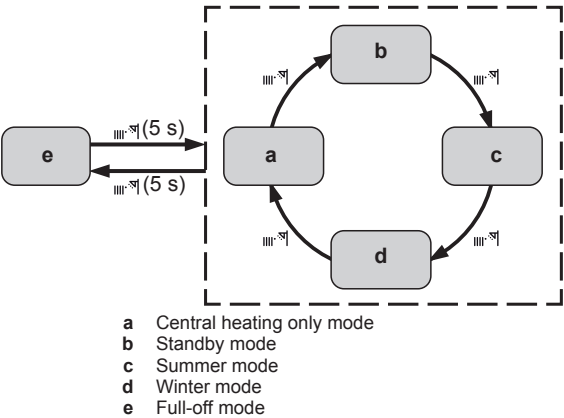 b
(5 s)
e
a
c
(5 s)
d
a Central heating only mode
b Standby mode
c Summer mode
d Winter mode
e Full-off mode